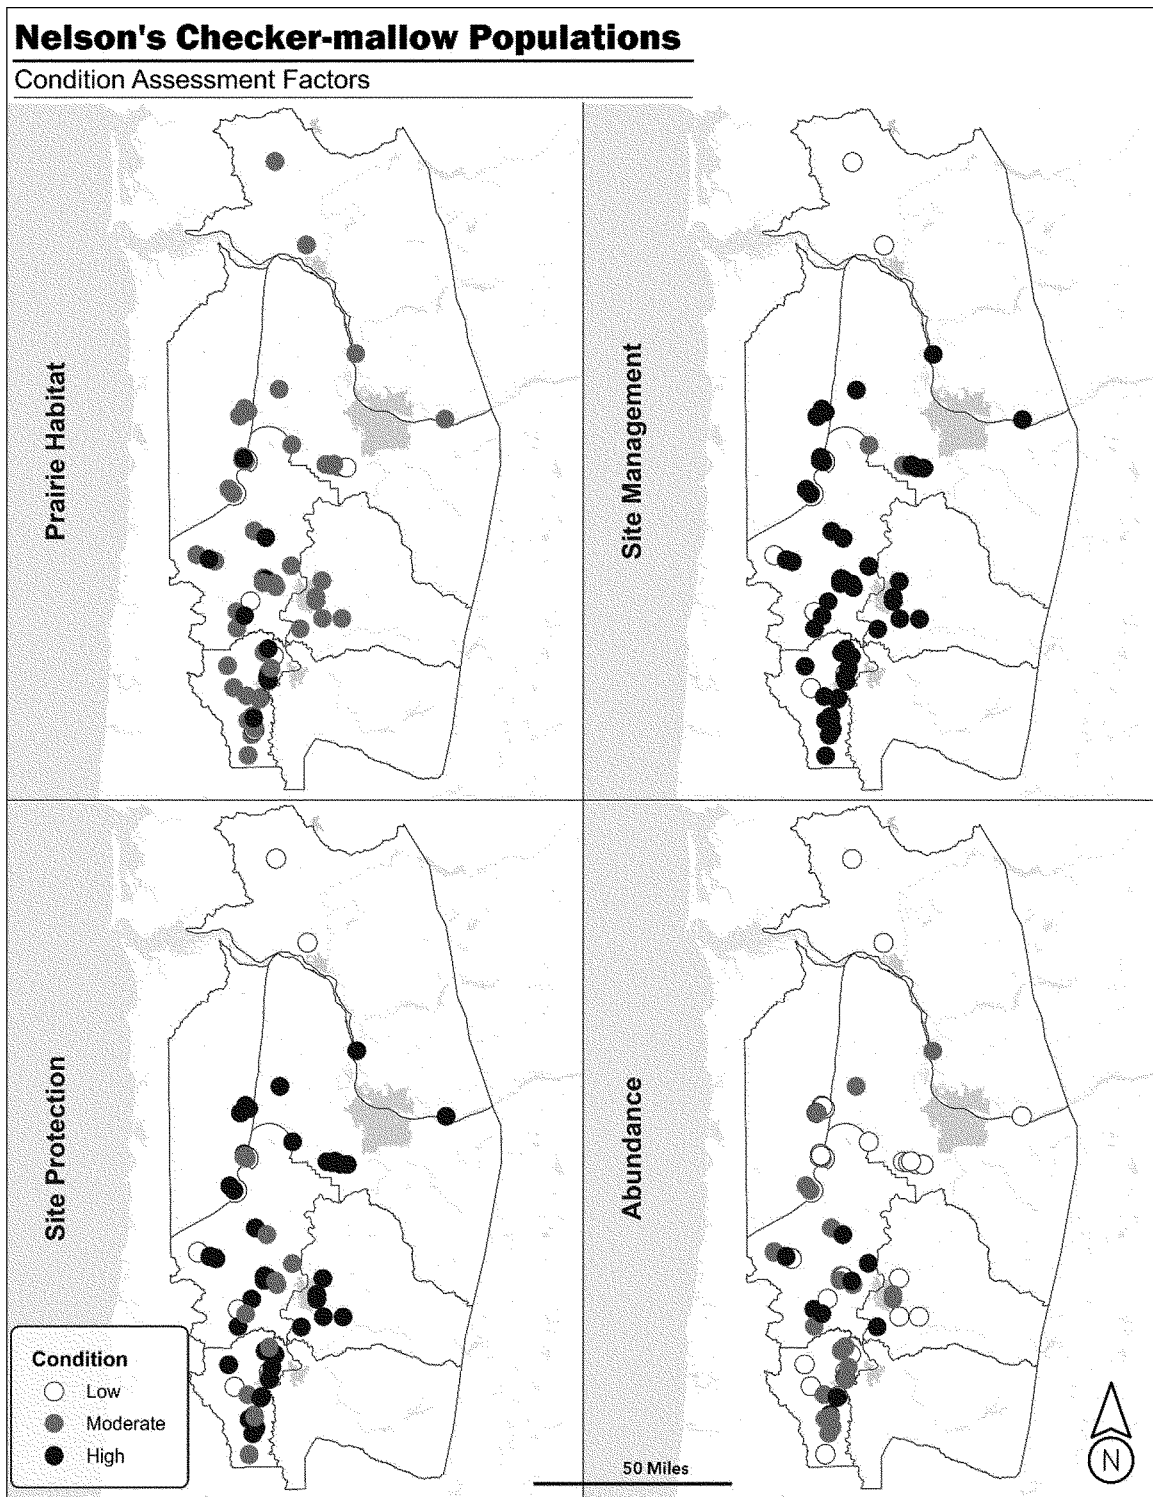 Nelson's Checker-mallow Populations
Condition Assessment Factors
Prairie Habitat
Site Management
Site Protection
Abundance
Condition
Low
Moderate
High
50 Miles
N